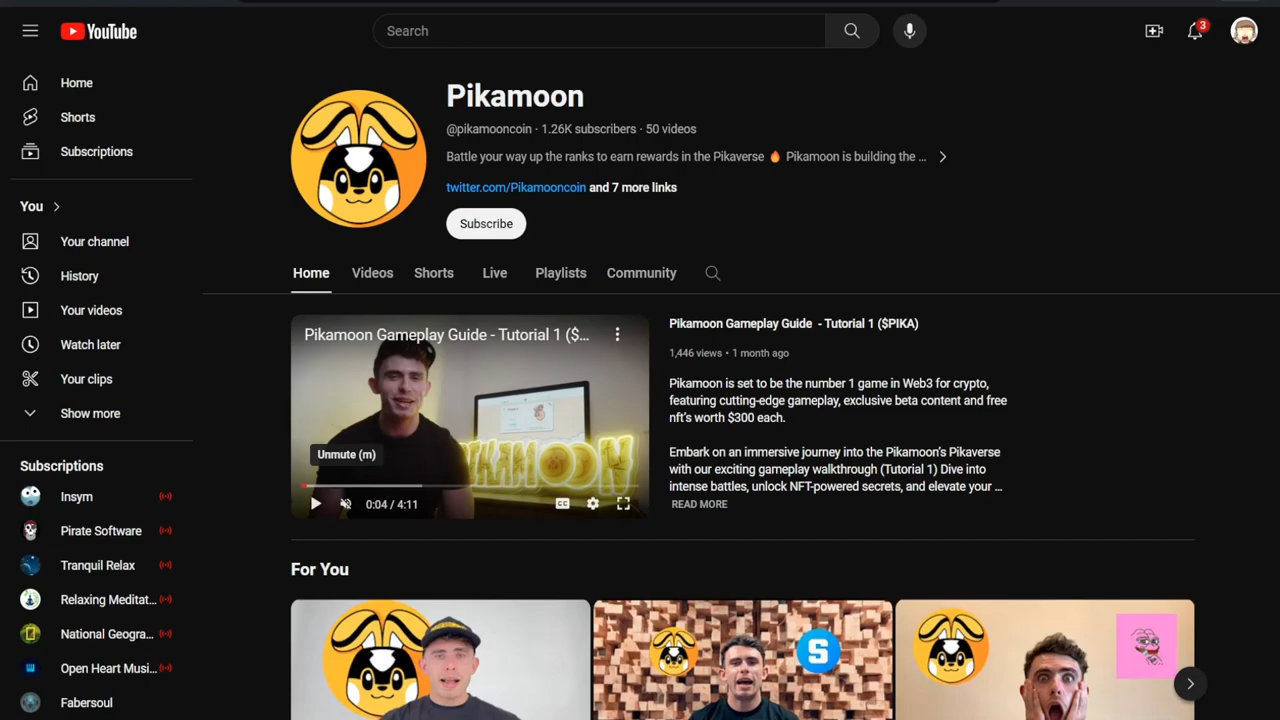 YouTube
Search
3
Home
Shorts
Subscriptions
You
Your channel
History
Your videos
Watch later
Your clips
Show more
Subscriptions
Insym
Pirate Software
Tranquil Relax
Relaxing Meditat...
National Geogra...
Open Heart Musi...
Fabersoul
Pikamoon
@pikamooncoin · 1.26K subscribers · 50 videos
Battle your way up the ranks to earn rewards in the Pikaverse 🔥 Pikamoon is building the ...
twitter.com/Pikamooncoin and 7 more links
Subscribe
Home Videos Shorts Live Playlists Community
Pikamoon Gameplay Guide - Tutorial 1 ($...
PIKAMOON
Unmute (m)
0:04 / 4:11
CC
Pikamoon Gameplay Guide - Tutorial 1 ($PIKA)
1,446 views • 1 month ago
Pikamoon is set to be the number 1 game in Web3 for crypto,
featuring cutting-edge gameplay, exclusive beta content and free
nft's worth $300 each.
Embark on an immersive journey into the Pikamoon's Pikaverse
with our exciting gameplay walkthrough (Tutorial 1) Dive into
intense battles, unlock NFT-powered secrets, and elevate your ...
READ MORE
For You
S